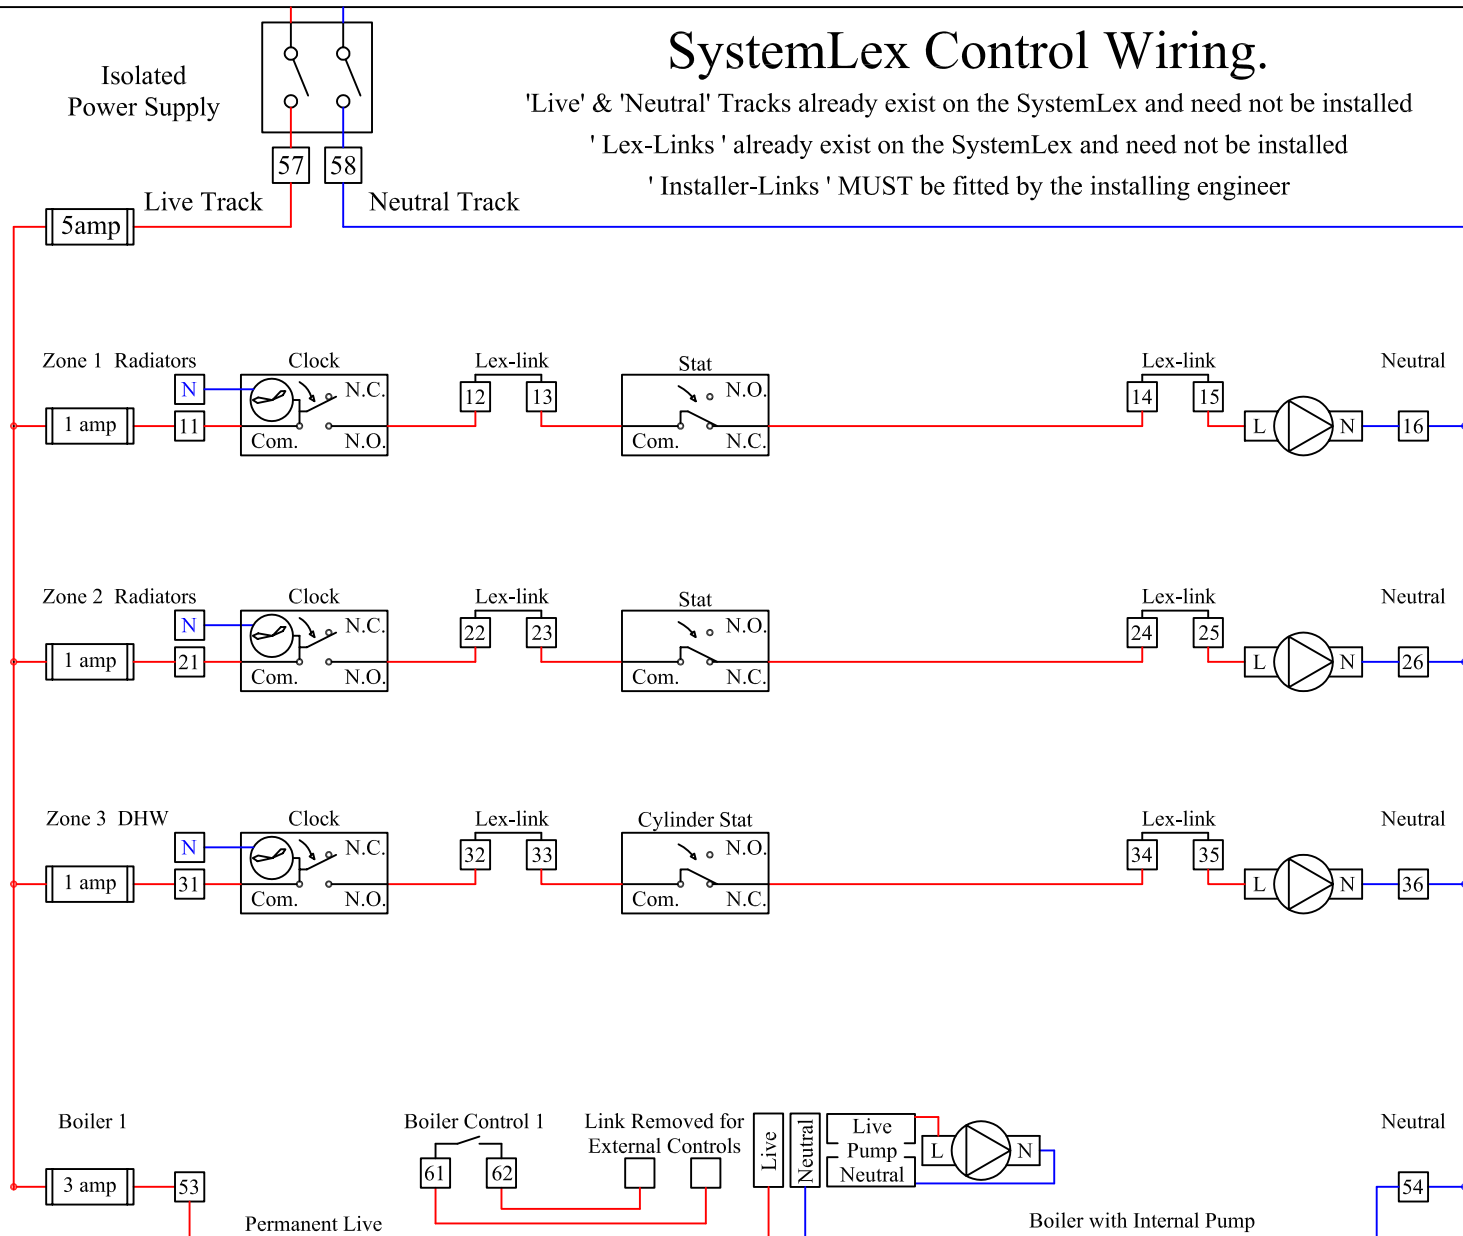 SystemLex Control Wiring.
Isolated
Power Supply
'Live' & 'Neutral' Tracks already exist on the SystemLex and need not be installed
' Lex-Links ' already exist on the SystemLex and need not be installed
' Installer-Links ' MUST be fitted by the installing engineer
57 58
Live Track Neutral Track
5amp
Zone 1 Radiators Clock Lex-link Stat Lex-link Neutral
N N.C. 12 13 N.O. 14 15
1 amp 11 Com. N.O. Com. N.C. L N 16
Zone 2 Radiators Clock Lex-link Stat Lex-link Neutral
N N.C. 22 23 N.O. 24 25
1 amp 21 Com. N.O. Com. N.C. L N 26
Zone 3 DHW Clock Lex-link Cylinder Stat Lex-link Neutral
N N.C. 32 33 N.O. 34 35
1 amp 31 Com. N.O. Com. N.C. L N 36
Boiler 1 Boiler Control 1 Link Removed for
External Controls
Live Neutral Live
Pump
Neutral
L N Neutral
3 amp 53 61 62 54
Permanent Live Boiler with Internal Pump